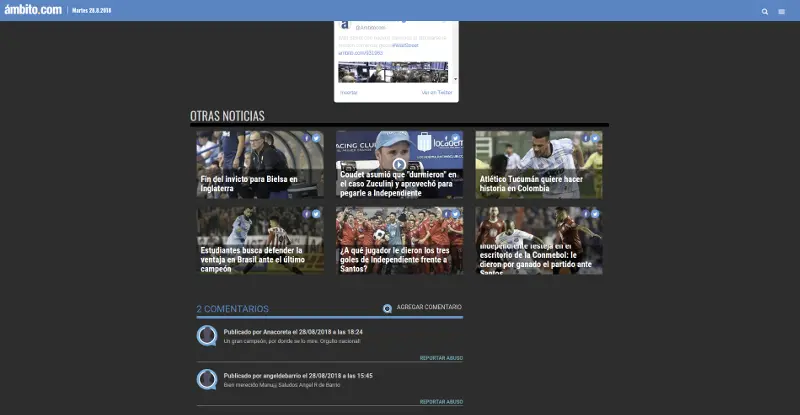 ámbito.com Martes 28.8.2018
@Ambitocom
ambito.com/931983
Insertar Ver en Twitter
OTRAS NOTICIAS
Fin del invicto para Bielsa en
Inglaterra
Coudet asumió que "durmieron" en
el caso Zuculini y aprovechó para
pegarle a Independiente
Atlético Tucumán quiere hacer
historia en Colombia
Estudiantes busca defender la
ventaja en Brasil ante el último
campeón
¿A qué jugador le dieron los tres
goles de Independiente frente a
Santos?
Independiente festeja en el
escritorio de la Conmebol: le
dieron por ganado el partido ante
Santos
2 COMENTARIOS AGREGAR COMENTARIO
Publicado por Anacoreta el 28/08/2018 a las 18:24
Un gran campeón, por donde se lo mire. Orgullo nacional!
REPORTAR ABUSO
Publicado por angeldebarrio el 28/08/2018 a las 15:45
Bien merecido Manuu! Saludos Angel R de Barrio
REPORTAR ABUSO